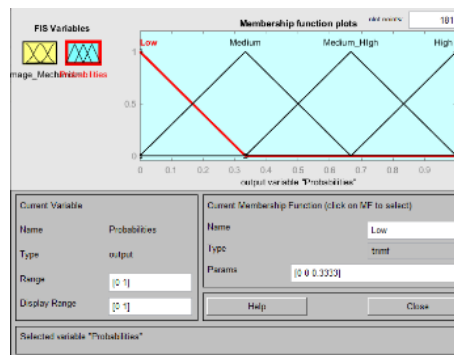 FIS Variables
Membership function plots
plot points:
181
Low
Medium
Medium_High
High
1
0.5
0
0 0.1 0.2 0.3 0.4 0.5 0.6 0.7 0.8 0.9
output variable "Probabilities"
Current Variable
Name Probabilities
Type output
Range [0 1]
Display Range [0 1]
Current Membership Function (click on MF to select)
Name Low
Type trimf
Params [0 0 0.3333]
Help
Close
Selected variable "Probabilities"